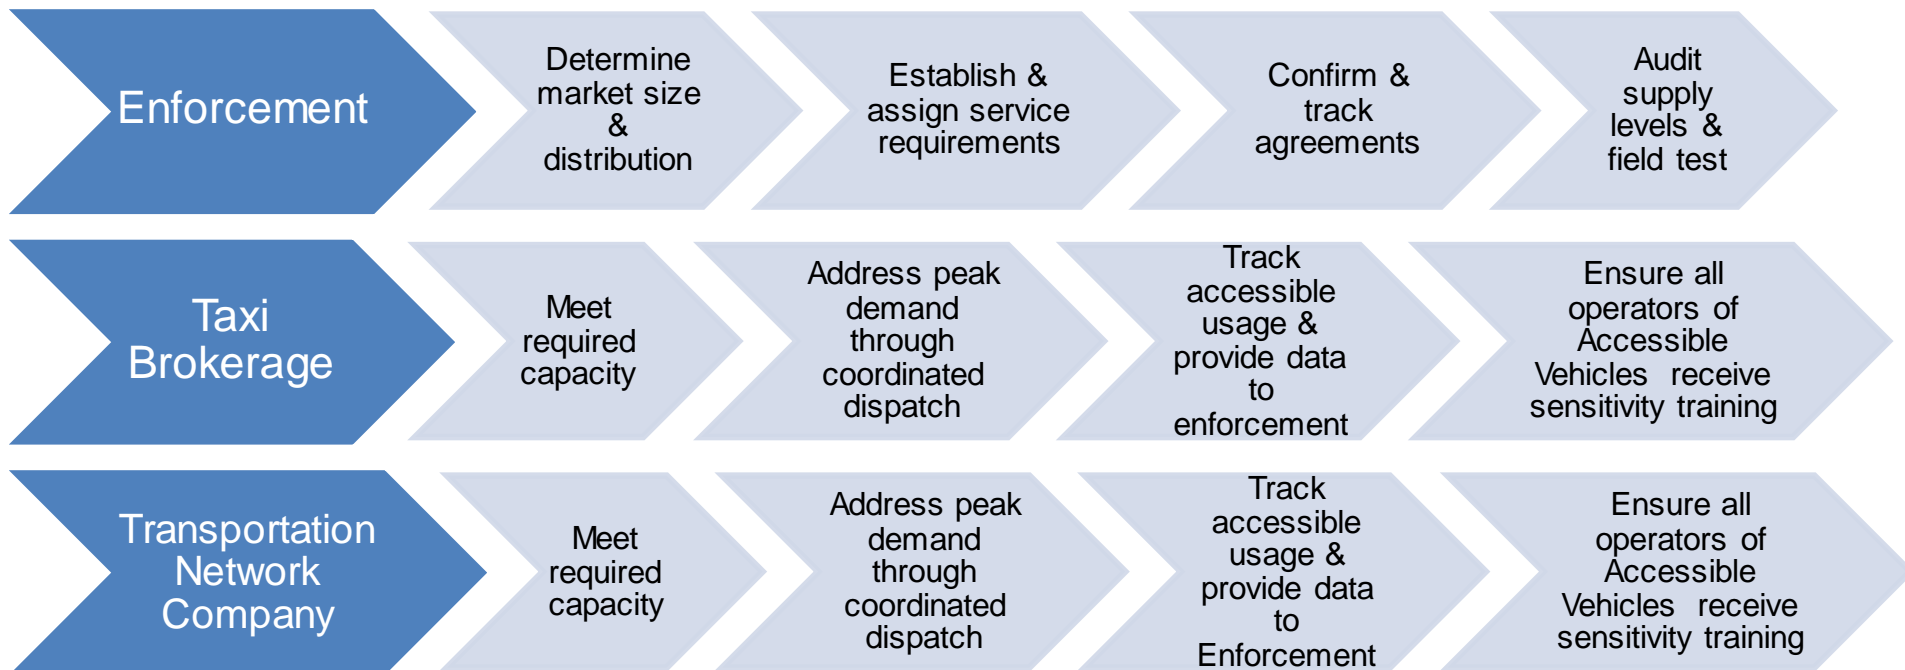 Enforcement
Determine
market size
&
distribution
Establish &
assign service
requirements
Confirm &
track
agreements
Audit
supply
levels &
field test
Taxi
Brokerage
Meet
required
capacity
Address peak
demand
through
coordinated
dispatch
Track
accessible
usage &
provide data
to
enforcement
Ensure all
operators of
Accessible
Vehicles receive
sensitivity training
Transportation
Network
Company
Meet
required
capacity
Address peak
demand
through
coordinated
dispatch
Track
accessible
usage &
provide data
to
Enforcement
Ensure all
operators of
Accessible
Vehicles receive
sensitivity training